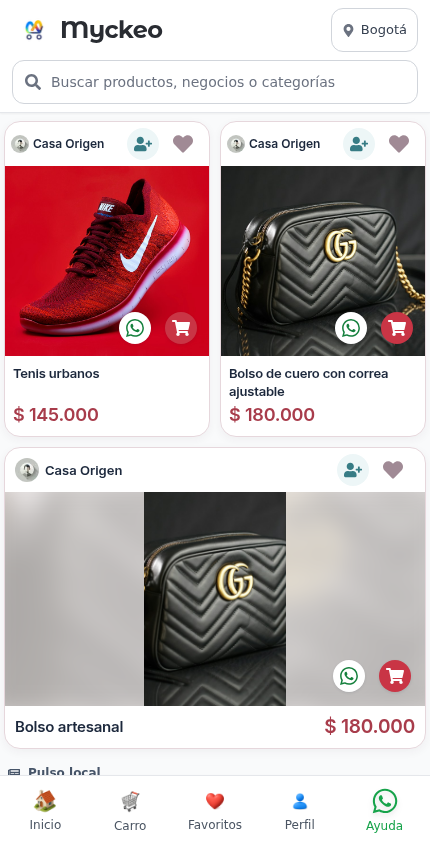 Myckeo
Bogotá
Buscar productos, negocios o categorías
Casa Origen
Casa Origen
NIKE
Tenis urbanos
$ 145.000
Bolso de cuero con correa
ajustable
$ 180.000
Casa Origen
Bolso artesanal
$ 180.000
Pulso local
Inicio
Carro
Favoritos
Perfil
Ayuda